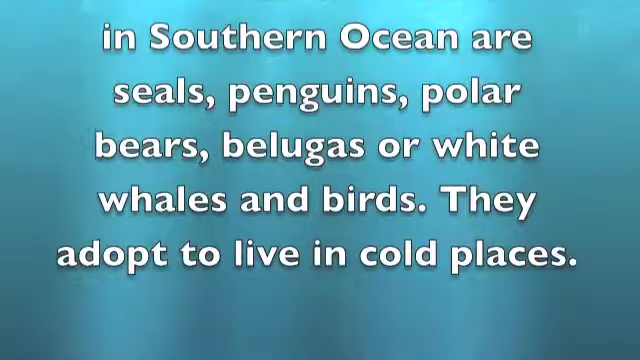 in Southern Ocean are
seals, penguins, polar
bears, belugas or white
whales and birds. They
adopt to live in cold places.